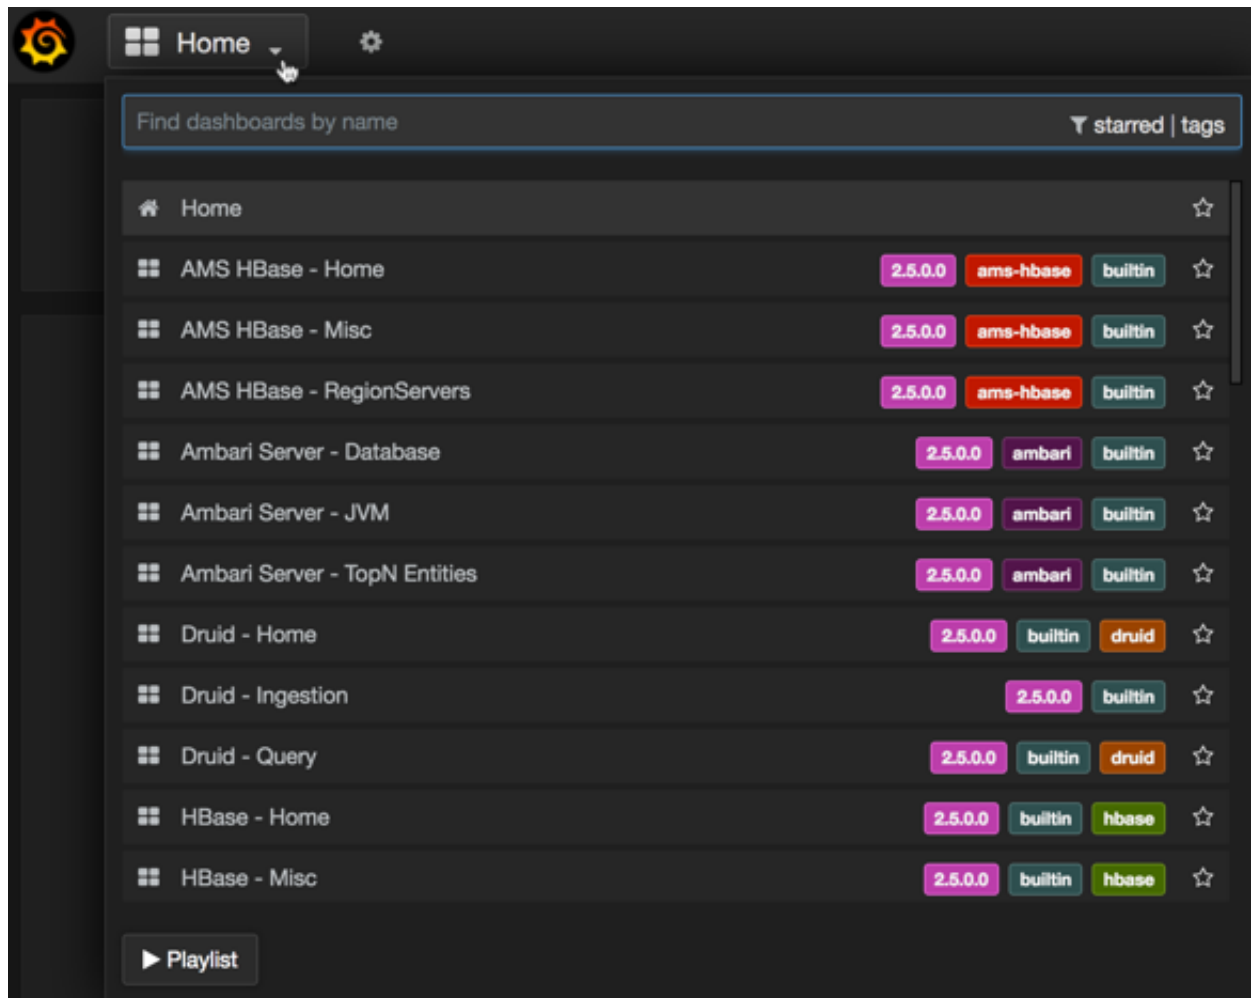 Home
Find dashboards by name starred | tags
Home
AMS HBase - Home 2.5.0.0 ams-hbase builtin
AMS HBase - Misc 2.5.0.0 ams-hbase builtin
AMS HBase - RegionServers 2.5.0.0 ams-hbase builtin
Ambari Server - Database 2.5.0.0 ambari builtin
Ambari Server - JVM 2.5.0.0 ambari builtin
Ambari Server - TopN Entities 2.5.0.0 ambari builtin
Druid - Home 2.5.0.0 builtin druid
Druid - Ingestion 2.5.0.0 builtin
Druid - Query 2.5.0.0 builtin druid
HBase - Home 2.5.0.0 builtin hbase
HBase - Misc 2.5.0.0 builtin hbase
Playlist